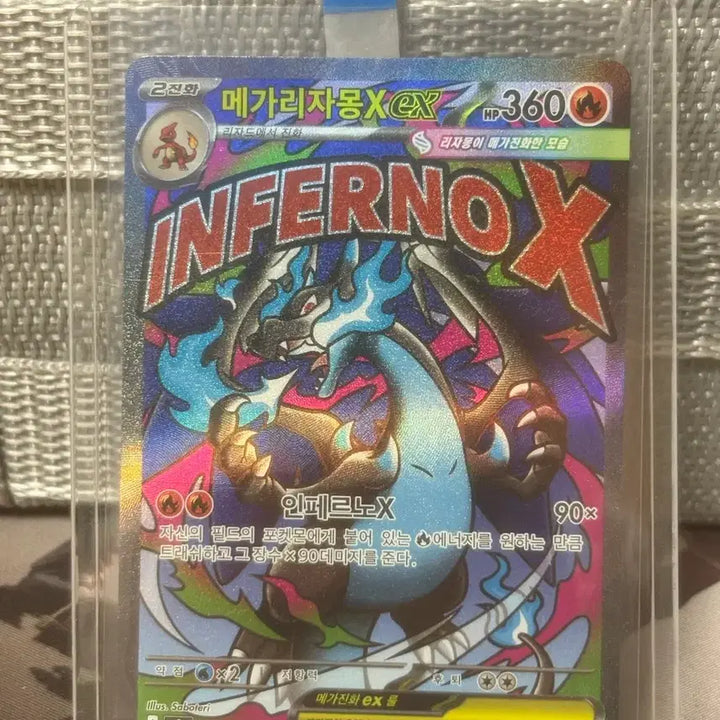 2진화
메가리자몽X ex
HP360
리자드에서 진화
리자몽이 메가진화한 모습
INFERNO X
인페르노X
90×
자신의 필드의 포켓몬에게 붙어 있는 에너지를 원하는 만큼
트래쉬하고 그 장수×90데미지를 준다.
약점 ×2 저항력 후퇴
Illus. Saboteri
메가진화 ex 룰